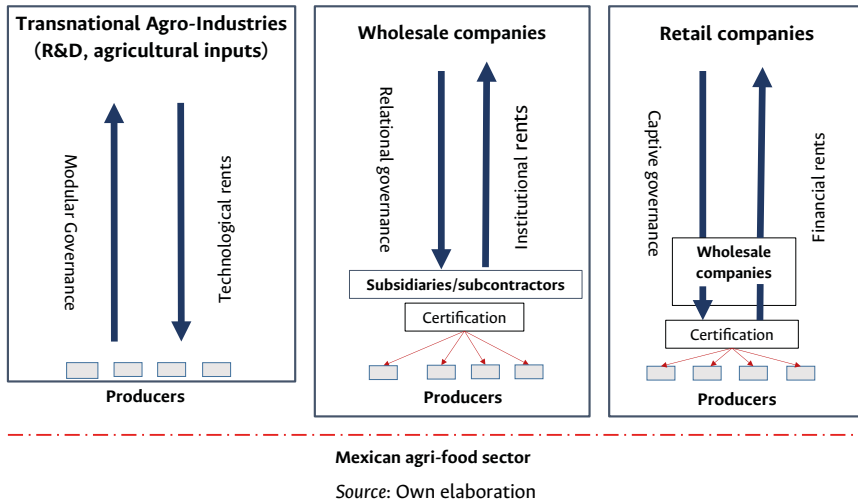 Transnational Agro-Industries
(R&D, agricultural inputs)
Modular Governance
Technological rents
Producers
Wholesale companies
Relational governance
Institutional rents
Subsidiaries/subcontractors
Certification
Producers
Retail companies
Captive governance
Financial rents
Wholesale
companies
Certification
Producers
Mexican agri-food sector
Source: Own elaboration